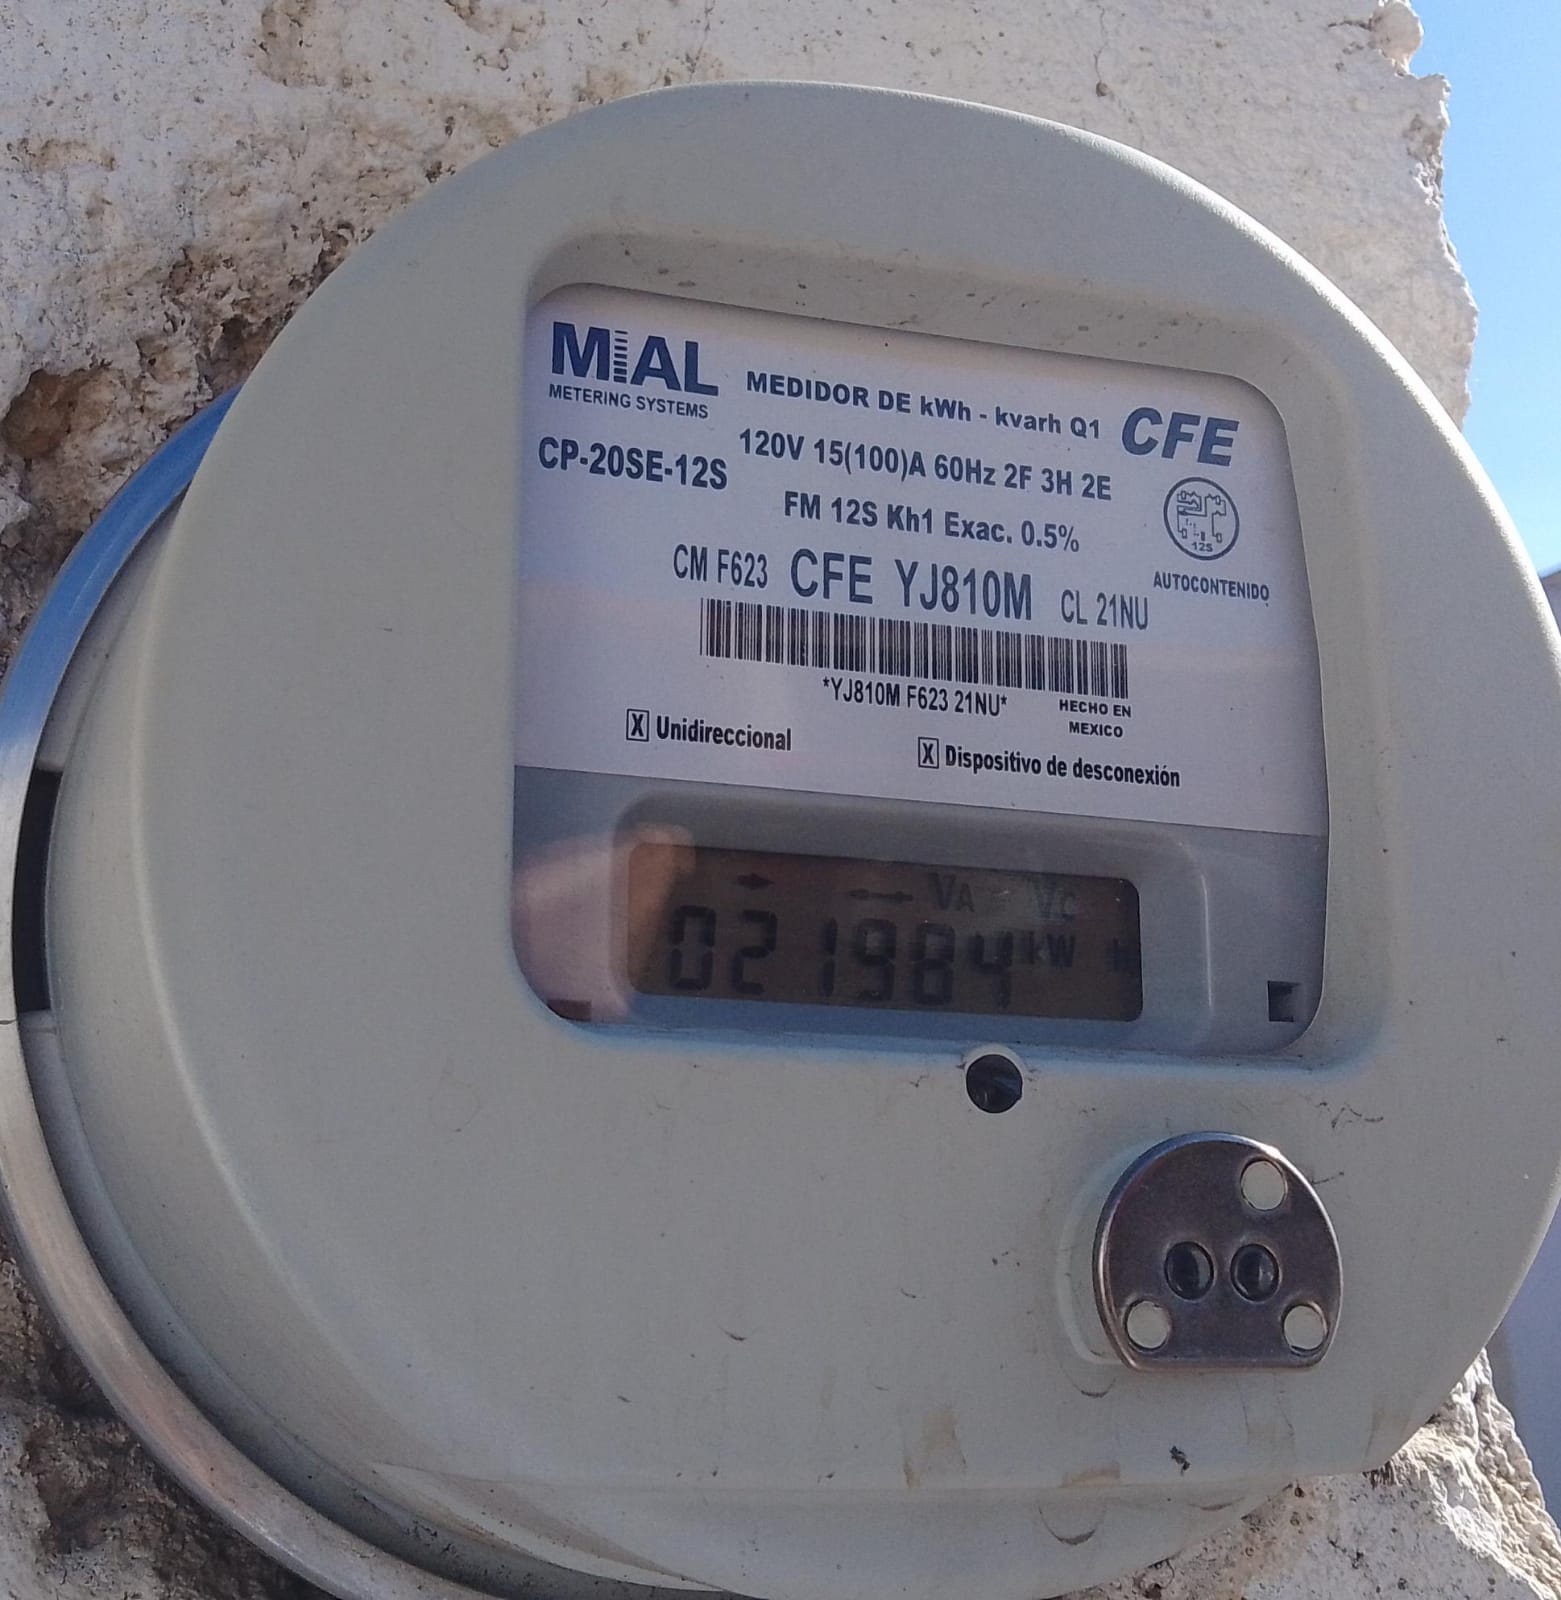 MIAL
METERING SYSTEMS
MEDIDOR DE kWh - kvarh Q1
CFE
CP-20SE-12S
120V 15(100)A 60Hz 2F 3H 2E
FM 12S Kh1 Exac. 0.5%
12S
AUTOCONTENIDO
CM F623 CFE YJ810M CL 21NU
*YJ810M F623 21NU*
HECHO EN
MEXICO
X Unidireccional
X Dispositivo de desconexión
VA VC
021984 kW h